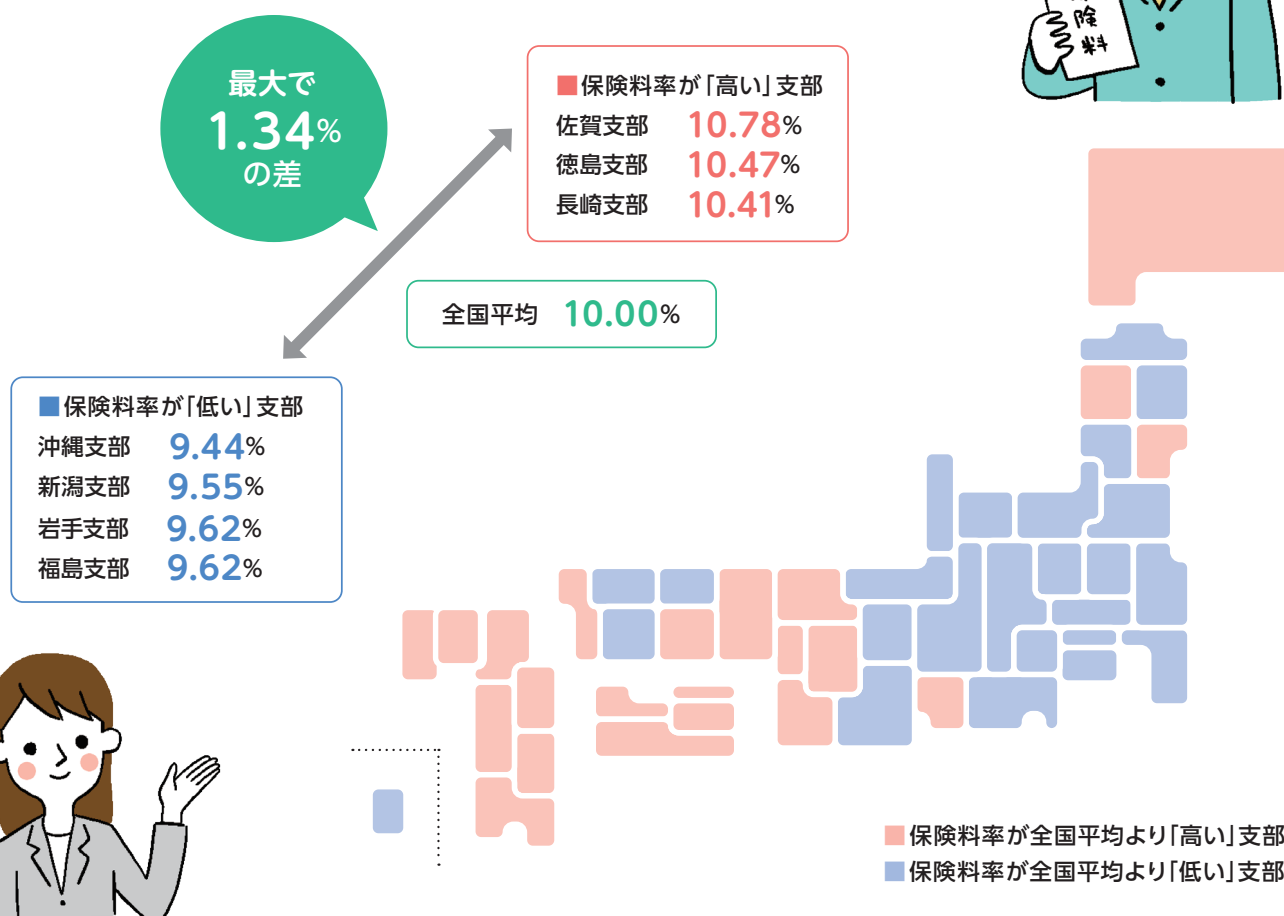 険
料
最大で
1.34%
の差
■保険料率が「高い」支部
佐賀支部 10.78%
徳島支部 10.47%
長崎支部 10.41%
全国平均 10.00%
■保険料率が「低い」支部
沖縄支部 9.44%
新潟支部 9.55%
岩手支部 9.62%
福島支部 9.62%
■保険料率が全国平均より「高い」支部
■保険料率が全国平均より「低い」支部